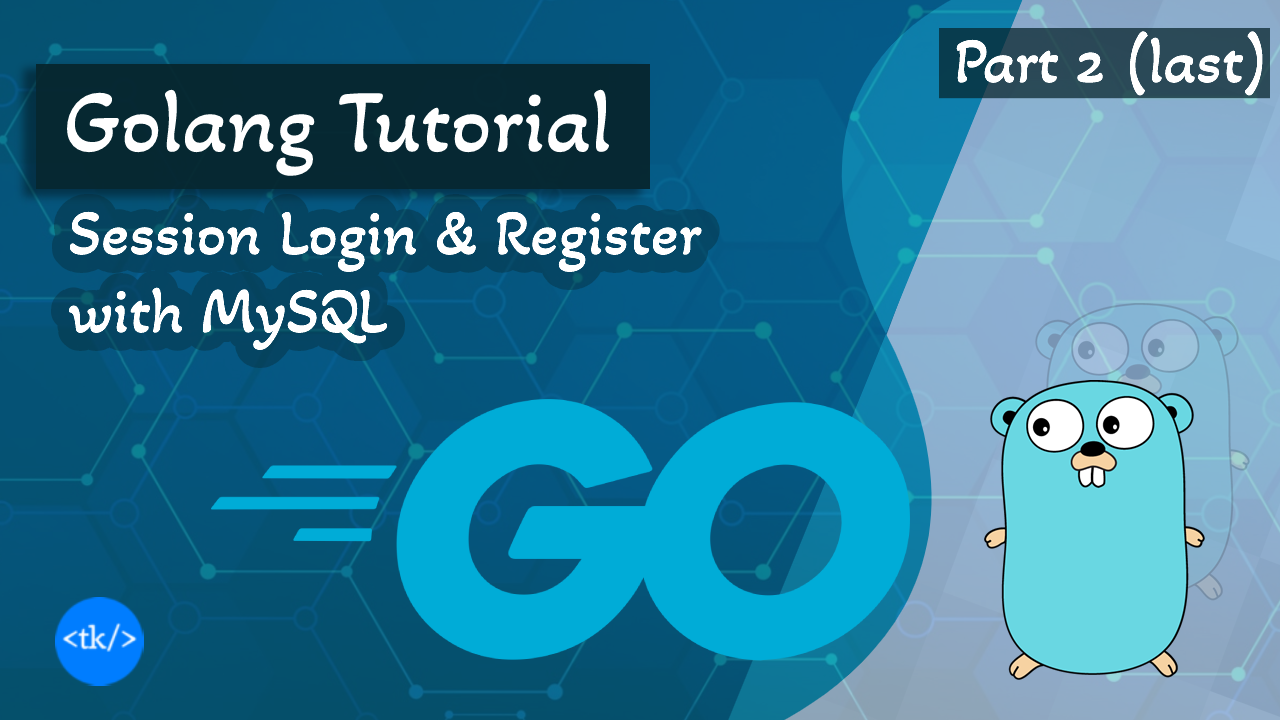 Part 2 (last)
Golang Tutorial
Session Login & Register
with MySQL
GO
<tk/>